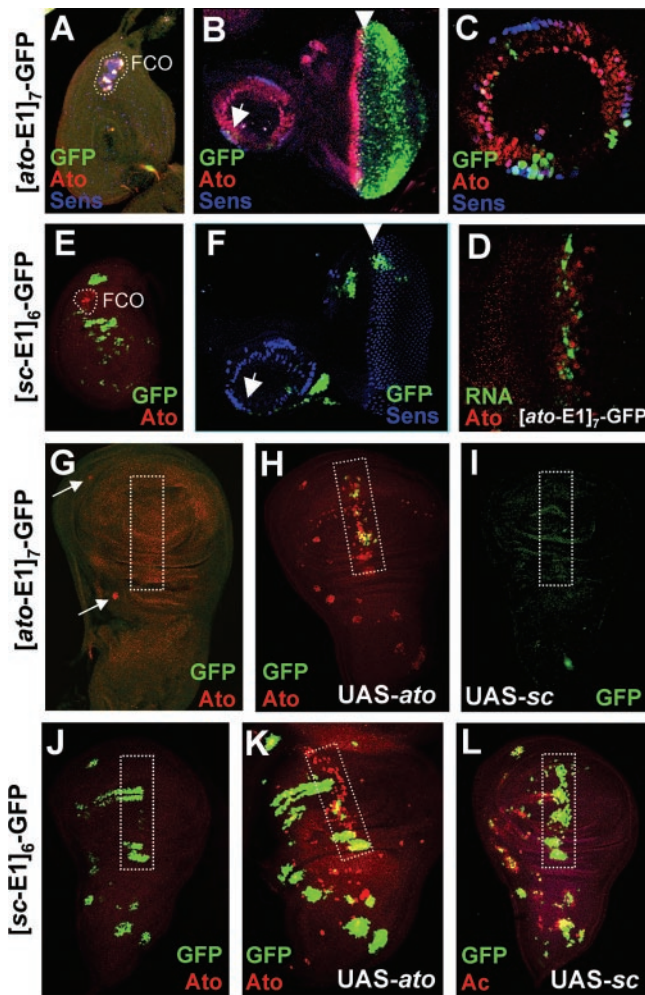 [ato-E1]7-GFP
A
FCO
GFP
Ato
Sens
B
GFP
Ato
Sens
C
GFP
Ato
Sens
[sc-E1]6-GFP
E
FCO
GFP
Ato
F
GFP
Sens
D
RNA
Ato [ato-E1]7-GFP
[ato-E1]7-GFP
G
GFP
Ato
H
GFP
Ato UAS-ato
I
UAS-sc GFP
[sc-E1]6-GFP
J
GFP
Ato
K
GFP
Ato UAS-ato
L
GFP
Ac UAS-sc